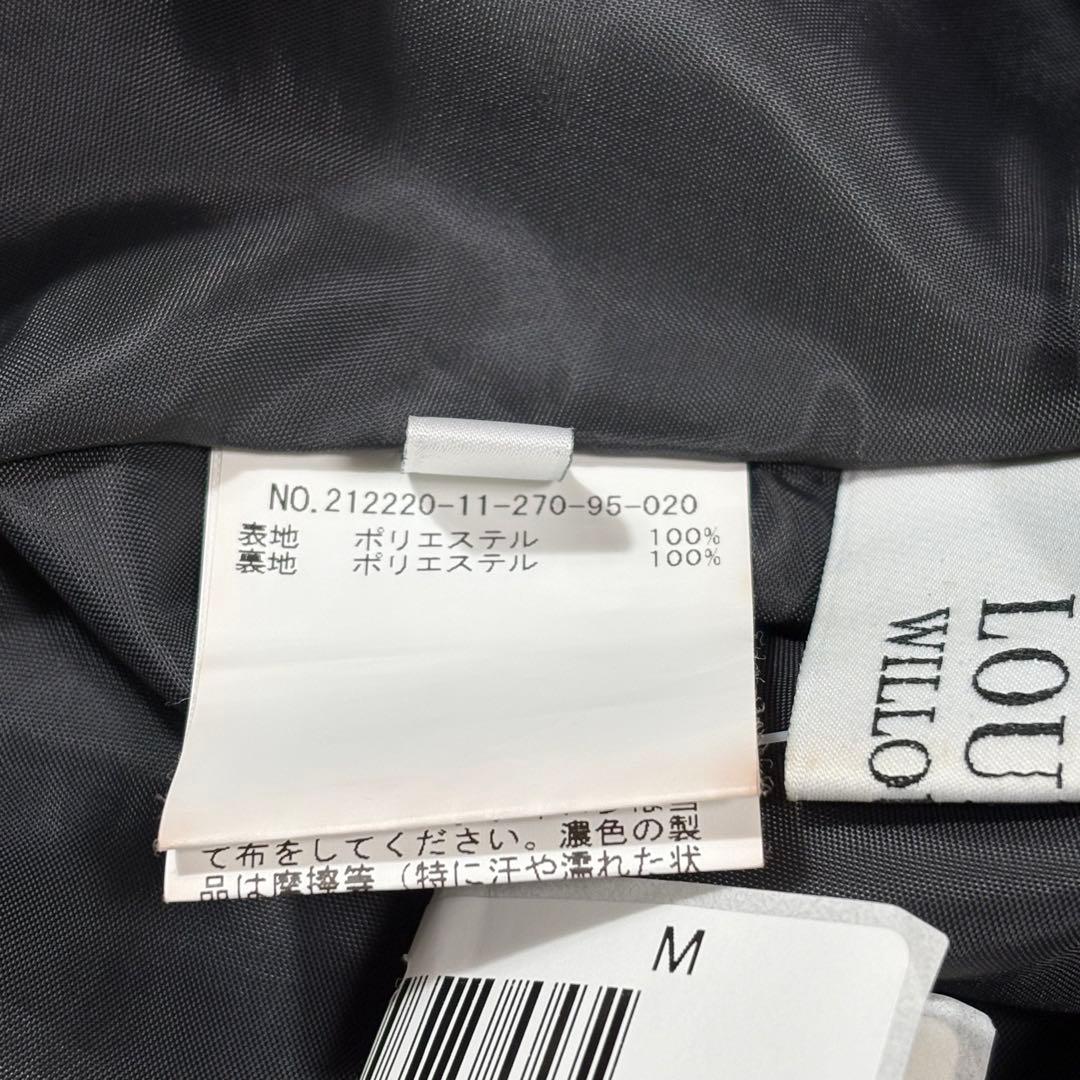 NO.212220-11-270-95-020
表地 ポリエステル 100%
裏地 ポリエステル 100%
て布をしてください。濃色の製
品は摩擦等(特に汗や濡れた状
LOU
WILLO
M